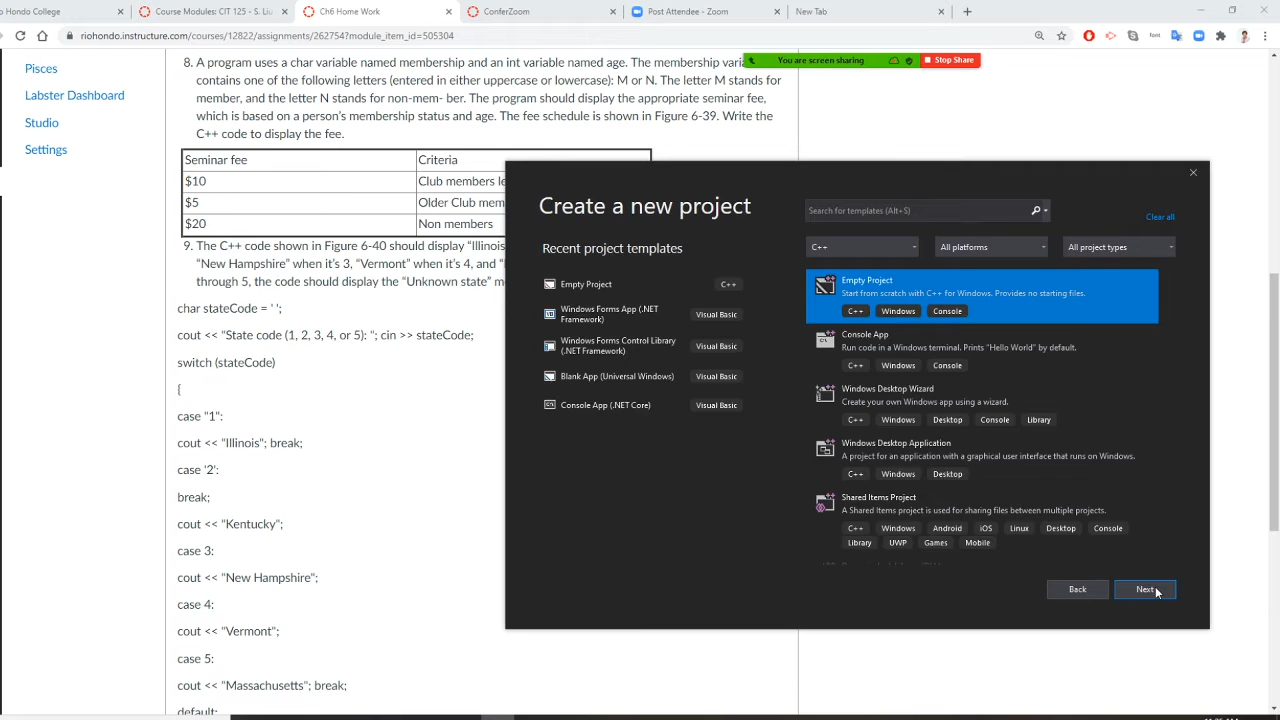 o Hondo College
Course Modules: CIT 125 - S. Liu
Ch6 Home Work
ConferZoom
Post Attendee - Zoom
New Tab
riohondo.instructure.com/courses/12822/assignments/262754?module_item_id=505304
You are screen sharing
Stop Share
Pisces
Labster Dashboard
Studio
Settings
8. A program uses a char variable named membership and an int variable named age. The membership
contains one of the following letters (entered in either uppercase or lowercase): M or N. The letter M stands for
member, and the letter N stands for non-mem- ber. The program should display the appropriate seminar fee,
which is based on a person's membership status and age. The fee schedule is shown in Figure 6-39. Write the
C++ code to display the fee.
Seminar fee Criteria
$10 Club members
$5 Older Club
$20 Non members
9. The C++ code shown in Figure 6-40 should display "Illinois
"New Hampshire" when it's 3, "Vermont" when it's 4, and "
through 5, the code should display the "Unknown state"
char stateCode = ' ';
cout << "State code (1, 2, 3, 4, or 5): "; cin >> stateCode;
switch (stateCode)
{
case "1":
cout << "Illinois"; break;
case '2':
break;
cout << "Kentucky";
case 3:
cout << "New Hampshire";
case 4:
cout << "Vermont";
case 5:
cout << "Massachusetts"; break;
default:
Create a new project
Recent project templates
Empty Project C++
Windows Forms App (.NET
Framework) Visual Basic
Windows Forms Control Library
(.NET Framework) Visual Basic
Blank App (Universal Windows) Visual Basic
Console App (.NET Core) Visual Basic
Search for templates (Alt+S)
Clear all
C++ All platforms All project types
Empty Project
Start from scratch with C++ for Windows. Provides no starting files.
C++ Windows Console
Console App
Run code in a Windows terminal. Prints "Hello World" by default.
C++ Windows Console
Windows Desktop Wizard
Create your own Windows app using a wizard.
C++ Windows Desktop Console Library
Windows Desktop Application
A project for an application with a graphical user interface that runs on Windows.
C++ Windows Desktop
Shared Items Project
A Shared Items project is used for sharing files between multiple projects.
C++ Windows Android iOS Linux Desktop Console
Library UWP Games Mobile
Back Next